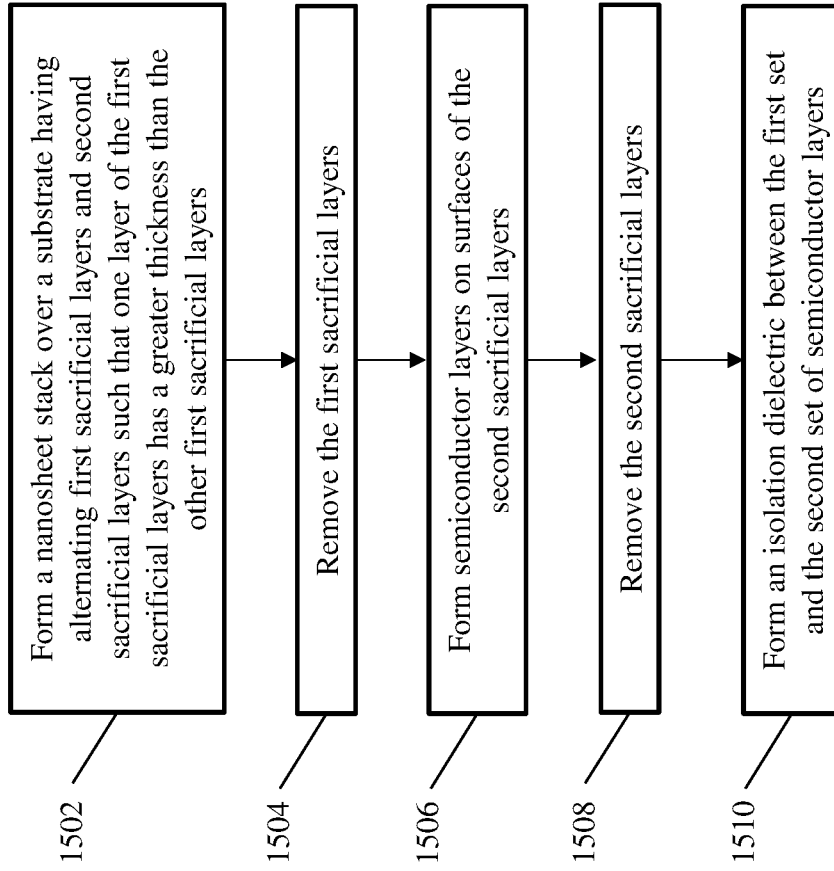 1502
Form a nanosheet stack over a substrate having
alternating first sacrificial layers and second
sacrificial layers such that one layer of the first
sacrificial layers has a greater thickness than the
other first sacrificial layers
1504
Remove the first sacrificial layers
1506
Form semiconductor layers on surfaces of the
second sacrificial layers
1508
Remove the second sacrificial layers
1510
Form an isolation dielectric between the first set
and the second set of semiconductor layers